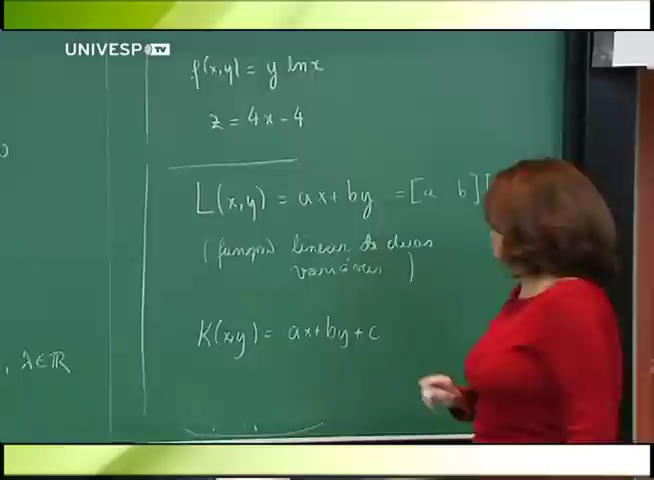 UNIVESP TV
f(x,y) = y ln x
z = 4x - 4
L(x,y) = ax + by = [a b] [
(função linear de duas
variáveis)
K(x,y) = ax + by + c
, λ ∈ ℝ